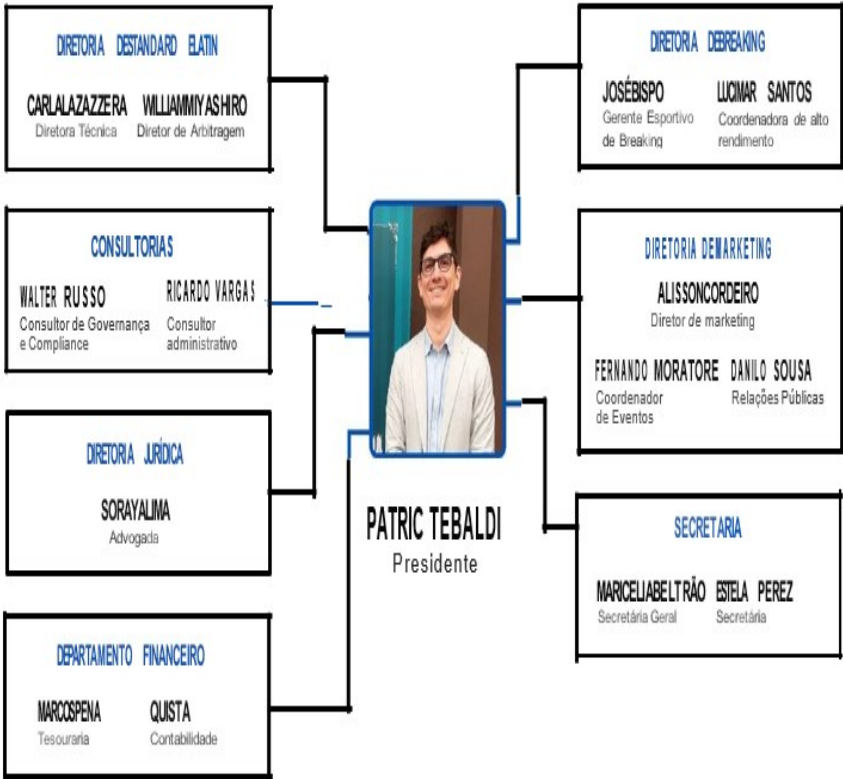 DIRETORIA DESTANDARD ELATIN
CARLALAZAZZERA WILLIAMMIYASHIRO
Diretora Técnica Diretor de Arbitragem
CONSULTORIAS
WALTER RUSSO RICARDO VARGAS
Consultor de Governança Consultor
e Compliance administrativo
DIRETORIA JURÍDICA
SORAYALIMA
Advogada
DEPARTAMENTO FINANCEIRO
MARCOSPENA QUISTA
Tesouraria Contabilidade
PATRIC TEBALDI
Presidente
DIRETORIA DEBREAKING
JOSÉBISPO LUCIMAR SANTOS
Gerente Esportivo Coordenadora de alto
de Breaking rendimento
DIRETORIA DEMARKETING
ALISSONCORDEIRO
Diretor de marketing
FERNANDO MORATORE DANILO SOUSA
Coordenador Relações Públicas
de Eventos
SECRETARIA
MARICELIABELTRÃO ESTELA PEREZ
Secretária Geral Secretária